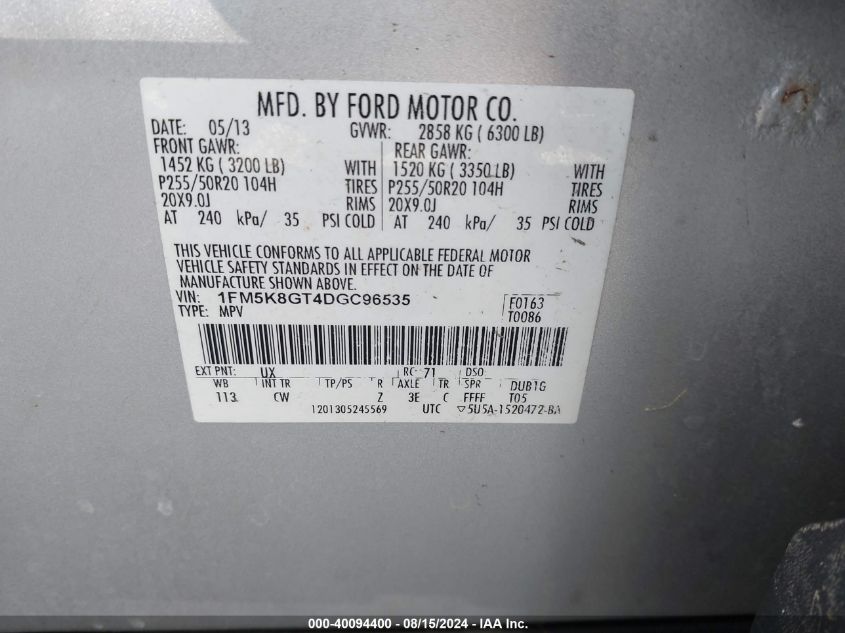 MFD. BY FORD MOTOR CO.
DATE: 05/13 GVWR: 2858 KG ( 6300 LB)
FRONT GAWR: REAR GAWR:
1452 KG ( 3200 LB) WITH 1520 KG ( 3350 LB) WITH
P255/50R20 104H TIRES P255/50R20 104H TIRES
20X9.0J RIMS 20X9.0J RIMS
AT 240 kPa/ 35 PSI COLD AT 240 kPa/ 35 PSI COLD
THIS VEHICLE CONFORMS TO ALL APPLICABLE FEDERAL MOTOR
VEHICLE SAFETY STANDARDS IN EFFECT ON THE DATE OF
MANUFACTURE SHOWN ABOVE.
VIN: 1FM5K8GT4DGC96535 F0163
TYPE: MPV T0086
EXT PNT: UX RC: 71 DSO
WB INT TR TP/PS R AXLE TR SPR DUB1G
113 CW Z 3E C FFFF T05
1201305245569 UTC ▽5U5A-1520472-BA
000-40094400 - 08/15/2024 - IAA Inc.